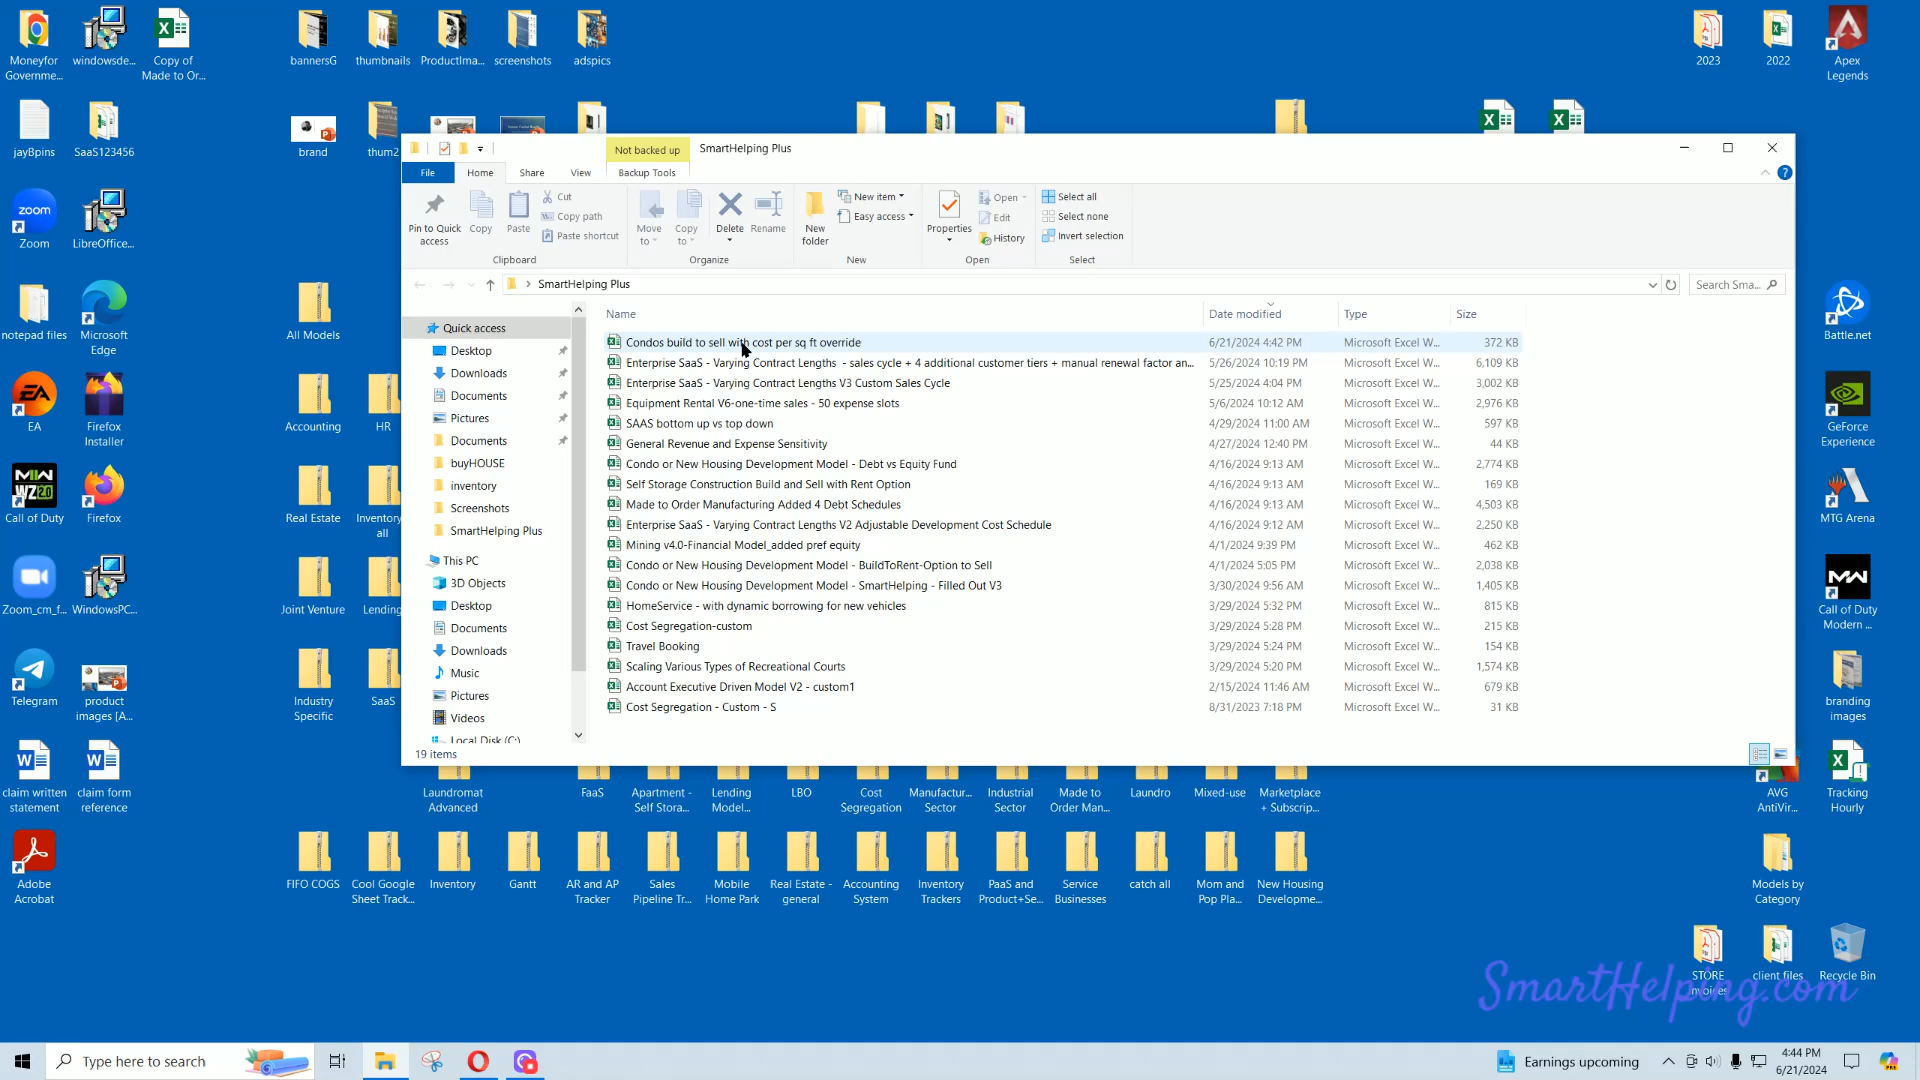 Moneyfor
Governme...
windowsde...
Copy of
Made to Or...
bannersG
thumbnails
ProductIma...
screenshots
adspics
2023
2022
Apex
Legends
jayBpins
SaaS123456
brand
thum2
Not backed up
SmartHelping Plus
File
Home
Share
View
Backup Tools
Pin to Quick
access
Copy
Paste
Cut
Copy path
Paste shortcut
Move
to
Copy
to
Delete
Rename
New
folder
New item
Easy access
Properties
Open
Edit
History
Select all
Select none
Invert selection
Clipboard
Organize
New
Open
Select
SmartHelping Plus
Search Sma...
Name
Date modified
Type
Size
Condos build to sell with cost per sq ft override 6/21/2024 4:42 PM Microsoft Excel W... 372 KB
Enterprise SaaS - Varying Contract Lengths - sales cycle + 4 additional customer tiers + manual renewal factor an... 5/26/2024 10:19 PM Microsoft Excel W... 6,109 KB
Enterprise SaaS - Varying Contract Lengths V3 Custom Sales Cycle 5/25/2024 4:04 PM Microsoft Excel W... 3,002 KB
Equipment Rental V6-one-time sales - 50 expense slots 5/6/2024 10:12 AM Microsoft Excel W... 2,976 KB
SAAS bottom up vs top down 4/29/2024 11:00 AM Microsoft Excel W... 597 KB
General Revenue and Expense Sensitivity 4/27/2024 12:40 PM Microsoft Excel W... 44 KB
Condo or New Housing Development Model - Debt vs Equity Fund 4/16/2024 9:13 AM Microsoft Excel W... 2,774 KB
Self Storage Construction Build and Sell with Rent Option 4/16/2024 9:13 AM Microsoft Excel W... 169 KB
Made to Order Manufacturing Added 4 Debt Schedules 4/16/2024 9:13 AM Microsoft Excel W... 4,503 KB
Enterprise SaaS - Varying Contract Lengths V2 Adjustable Development Cost Schedule 4/16/2024 9:12 AM Microsoft Excel W... 2,250 KB
Mining v4.0-Financial Model_added pref equity 4/1/2024 9:39 PM Microsoft Excel W... 462 KB
Condo or New Housing Development Model - BuildToRent-Option to Sell 4/1/2024 5:05 PM Microsoft Excel W... 2,038 KB
Condo or New Housing Development Model - SmartHelping - Filled Out V3 3/30/2024 9:56 AM Microsoft Excel W... 1,405 KB
HomeService - with dynamic borrowing for new vehicles 3/29/2024 5:32 PM Microsoft Excel W... 815 KB
Cost Segregation-custom 3/29/2024 5:28 PM Microsoft Excel W... 215 KB
Travel Booking 3/29/2024 5:24 PM Microsoft Excel W... 154 KB
Scaling Various Types of Recreational Courts 3/29/2024 5:20 PM Microsoft Excel W... 1,574 KB
Account Executive Driven Model V2 - custom1 2/15/2024 11:46 AM Microsoft Excel W... 679 KB
Cost Segregation - Custom - S 8/31/2023 7:18 PM Microsoft Excel W... 31 KB
Quick access
Desktop
Downloads
Documents
Pictures
Documents
buyHOUSE
inventory
Screenshots
SmartHelping Plus
This PC
3D Objects
Desktop
Documents
Downloads
Music
Pictures
Videos
Local Disk (C:)
19 items
zoom
Zoom
LibreOffice...
notepad files
Microsoft
Edge
All Models
Battle.net
EA
EA
Firefox
Installer
Accounting
HR
GeForce
Experience
MW
WZ2.0
Call of Duty
Firefox
Real Estate
Inventory
all
MTG Arena
Zoom_cm_f...
WindowsPC...
Joint Venture
Lending
MW
Call of Duty
Modern ...
Telegram
product
images [A...
Industry
Specific
SaaS
branding
images
claim written
statement
claim form
reference
Laundromat
Advanced
FaaS
Apartment -
Self Stora...
Lending
Model...
LBO
Cost
Segregation
Manufactur...
Sector
Industrial
Sector
Made to
Order Man...
Laundro
Mixed-use
Marketplace
+ Subscrip...
AVG
AntiVir...
Tracking
Hourly
Adobe
Acrobat
FIFO COGS
Cool Google
Sheet Track...
Inventory
Gantt
AR and AP
Tracker
Sales
Pipeline Tr...
Mobile
Home Park
Real Estate -
general
Accounting
System
Inventory
Trackers
PaaS and
Product+Se...
Service
Businesses
catch all
Mom and
Pop Pla...
New Housing
Developme...
Models by
Category
STORE
invoices
client files
Recycle Bin
SmartHelping.com
Type here to search
Earnings upcoming
4:44 PM
6/21/2024